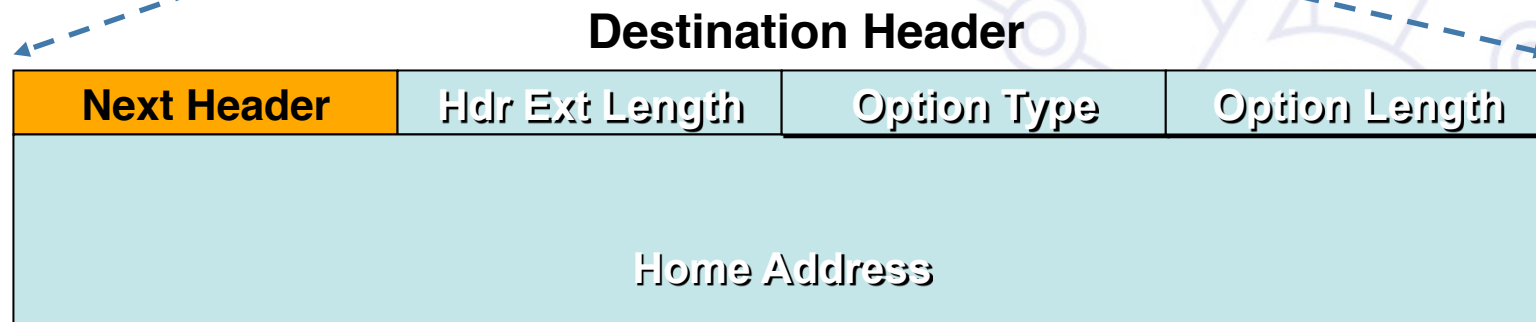 Destination Header
Next Header Hdr Ext Length Option Type Option Length
Home Address